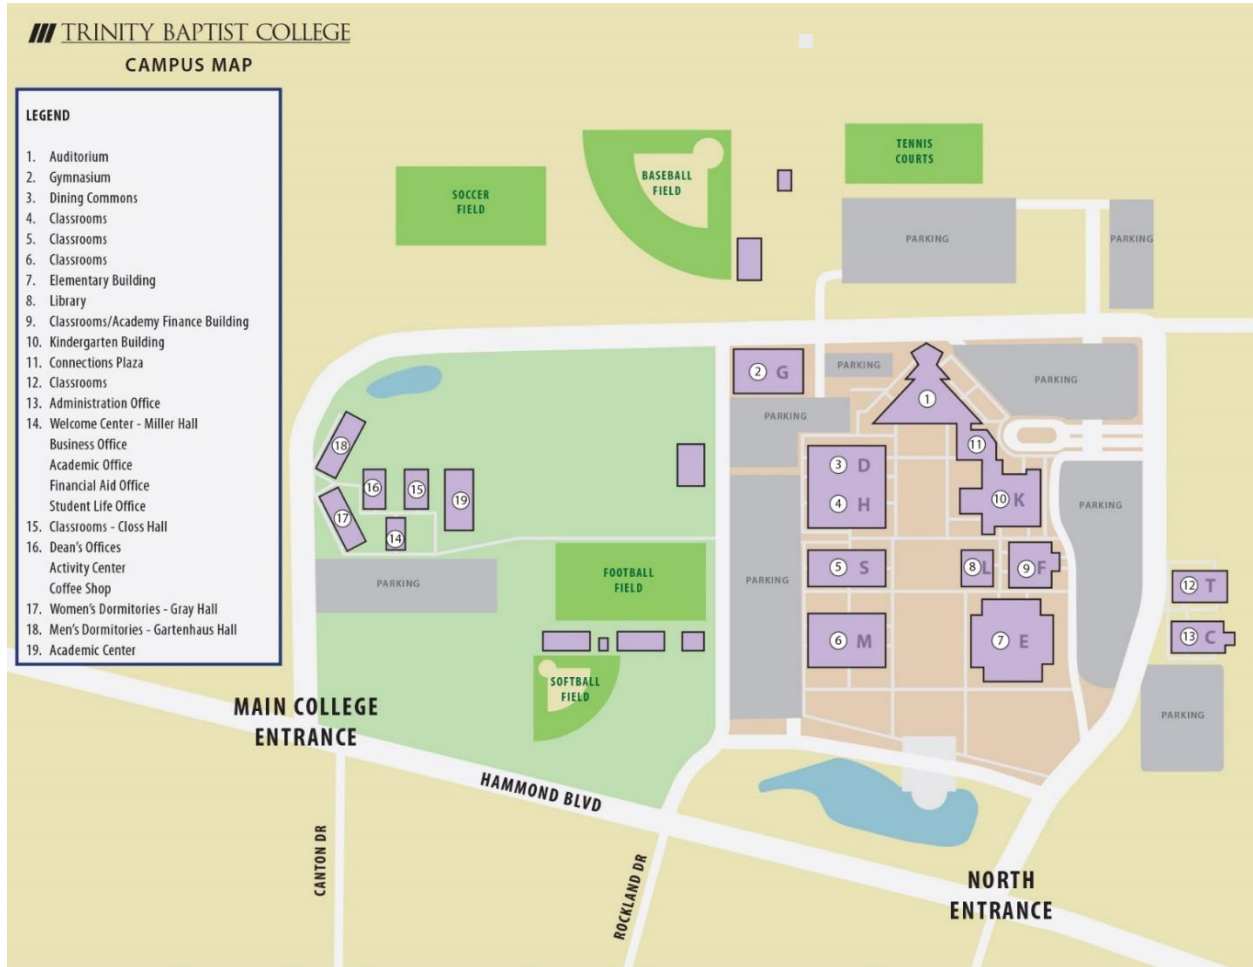 TRINITY BAPTIST COLLEGE
CAMPUS MAP
LEGEND
1. Auditorium
2. Gymnasium
3. Dining Commons
4. Classrooms
5. Classrooms
6. Classrooms
7. Elementary Building
8. Library
9. Classrooms/Academy Finance Building
10. Kindergarten Building
11. Connections Plaza
12. Classrooms
13. Administration Office
14. Welcome Center - Miller Hall
Business Office
Academic Office
Financial Aid Office
Student Life Office
15. Classrooms - Closs Hall
16. Dean's Offices
Activity Center
Coffee Shop
17. Women's Dormitories - Gray Hall
18. Men's Dormitories - Gartenhaus Hall
19. Academic Center
TENNIS
COURTS
BASEBALL
FIELD
SOCCER
FIELD
PARKING
PARKING
2 G
PARKING
PARKING
1
PARKING
11
18
3 D
16
15
19
10 K
4 H
PARKING
17
14
PARKING
FOOTBALL
FIELD
PARKING
5 S
8 L
9 F
12 T
6 M
7 E
13 C
SOFTBALL
FIELD
PARKING
MAIN COLLEGE
ENTRANCE
HAMMOND BLVD
CANTON DR
ROCKLAND DR
NORTH
ENTRANCE